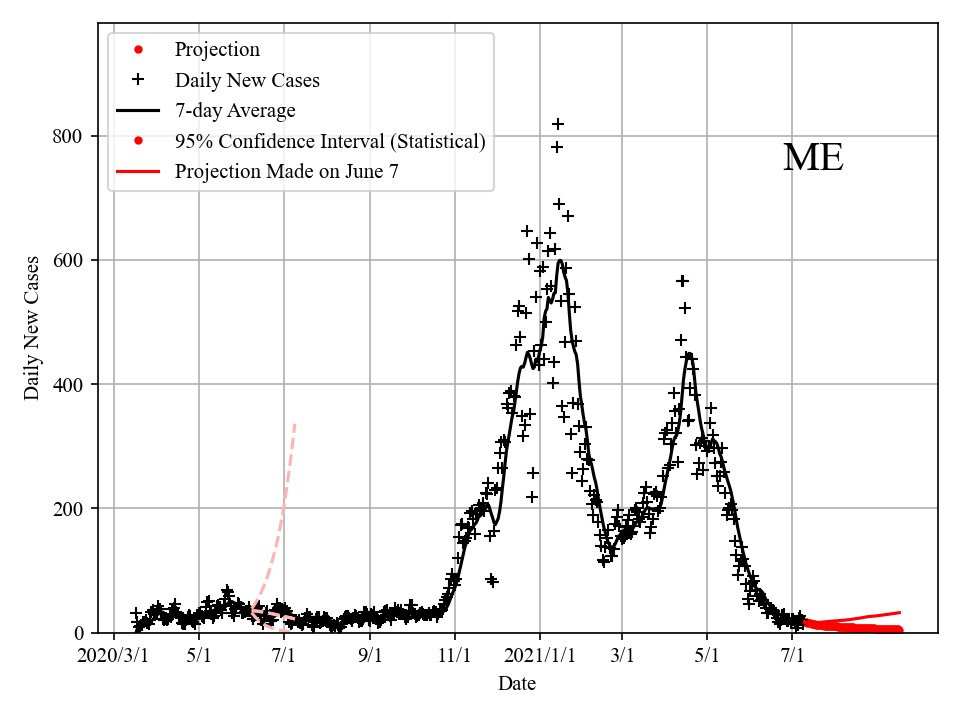 Projection
Daily New Cases
7-day Average
95% Confidence Interval (Statistical)
Projection Made on June 7
ME
800
600
400
200
0
Daily New Cases
2020/3/1 5/1 7/1 9/1 11/1 2021/1/1 3/1 5/1 7/1
Date